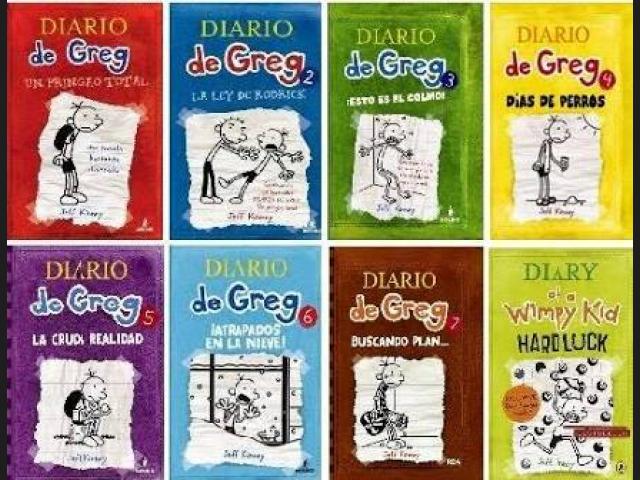 DIARIO
de Greg
UN PRINGAO TOTAL
Jeff Kinney
DIARIO
de Greg 2
LA LEY DE RODRICK
Jeff Kinney
DIARIO
de Greg 3
¡ESTO ES EL COLMO!
Jeff Kinney
DIARIO
de Greg 4
DÍAS DE PERROS
Jeff Kinney
DIARIO
de Greg 5
LA CRUDA REALIDAD
Jeff Kinney
DIARIO
de Greg 6
¡ATRAPADOS
EN LA NIEVE!
Jeff Kinney
DIARIO
de Greg 7
BUSCANDO PLAN...
Jeff Kinney
RBA
DIARY
of a
Wimpy Kid
HARD LUCK
Jeff Kinney